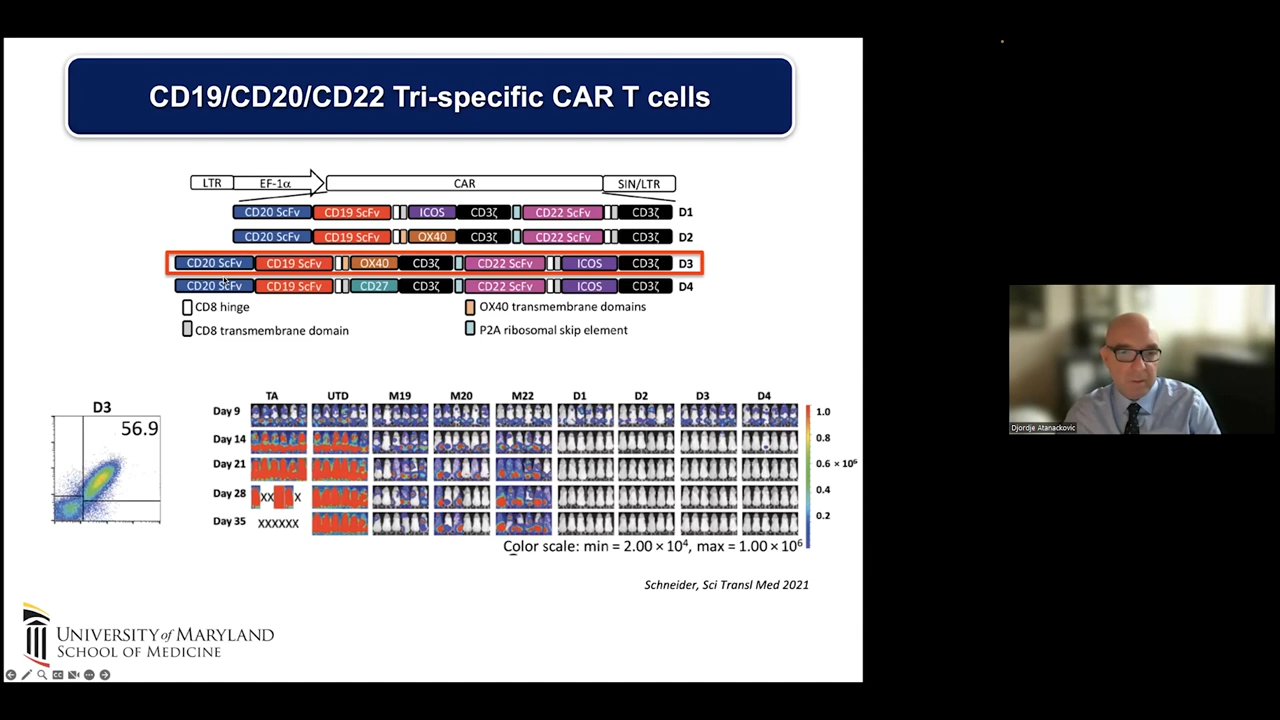 CD19/CD20/CD22 Tri-specific CAR T cells
LTR EF-1α CAR SIN/LTR
CD20 ScFv CD19 ScFv ICOS CD3ζ CD22 ScFv CD3ζ D1
CD20 ScFv CD19 ScFv OX40 CD3ζ CD22 ScFv CD3ζ D2
CD20 ScFv CD19 ScFv OX40 CD3ζ CD22 ScFv ICOS CD3ζ D3
CD20 ScFv CD19 ScFv CD27 CD3ζ CD22 ScFv ICOS CD3ζ D4
CD8 hinge OX40 transmembrane domains
CD8 transmembrane domain P2A ribosomal skip element
D3
56.9
TA UTD M19 M20 M22 D1 D2 D3 D4
Day 9
Day 14
Day 21
Day 28 XX X
Day 35 XXXXXX
1.0
0.8
0.6 × 10⁶
0.4
0.2
Color scale: min = 2.00 × 10⁴, max = 1.00 × 10⁶
Schneider, Sci Transl Med 2021
UNIVERSITY of MARYLAND
SCHOOL OF MEDICINE
Djordje Atanackovic